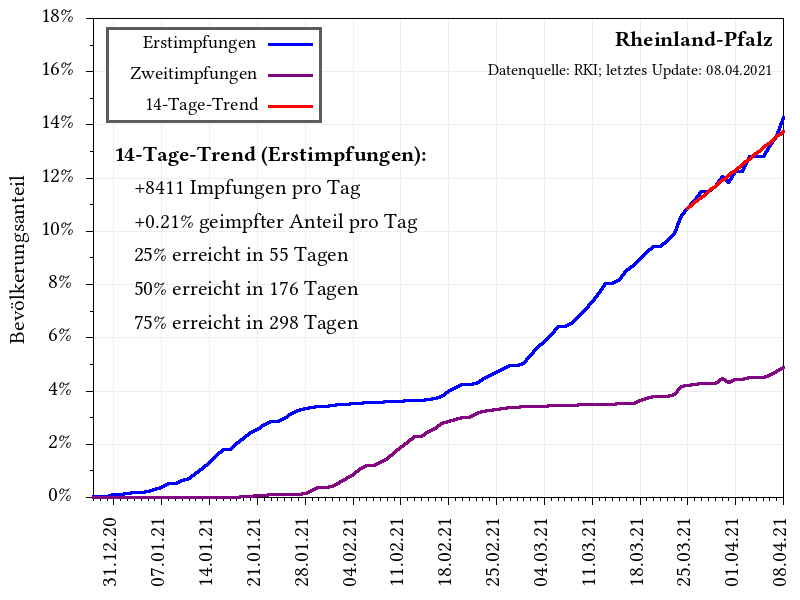 18%
16%
14%
12%
10%
8%
6%
4%
2%
0%
Bevölkerungsanteil
Erstimpfungen
Zweitimpfungen
14-Tage-Trend
Rheinland-Pfalz
Datenquelle: RKI; letztes Update: 08.04.2021
14-Tage-Trend (Erstimpfungen):
+8411 Impfungen pro Tag
+0.21% geimpfter Anteil pro Tag
25% erreicht in 55 Tagen
50% erreicht in 176 Tagen
75% erreicht in 298 Tagen
31.12.20
07.01.21
14.01.21
21.01.21
28.01.21
04.02.21
11.02.21
18.02.21
25.02.21
04.03.21
11.03.21
18.03.21
25.03.21
01.04.21
08.04.21